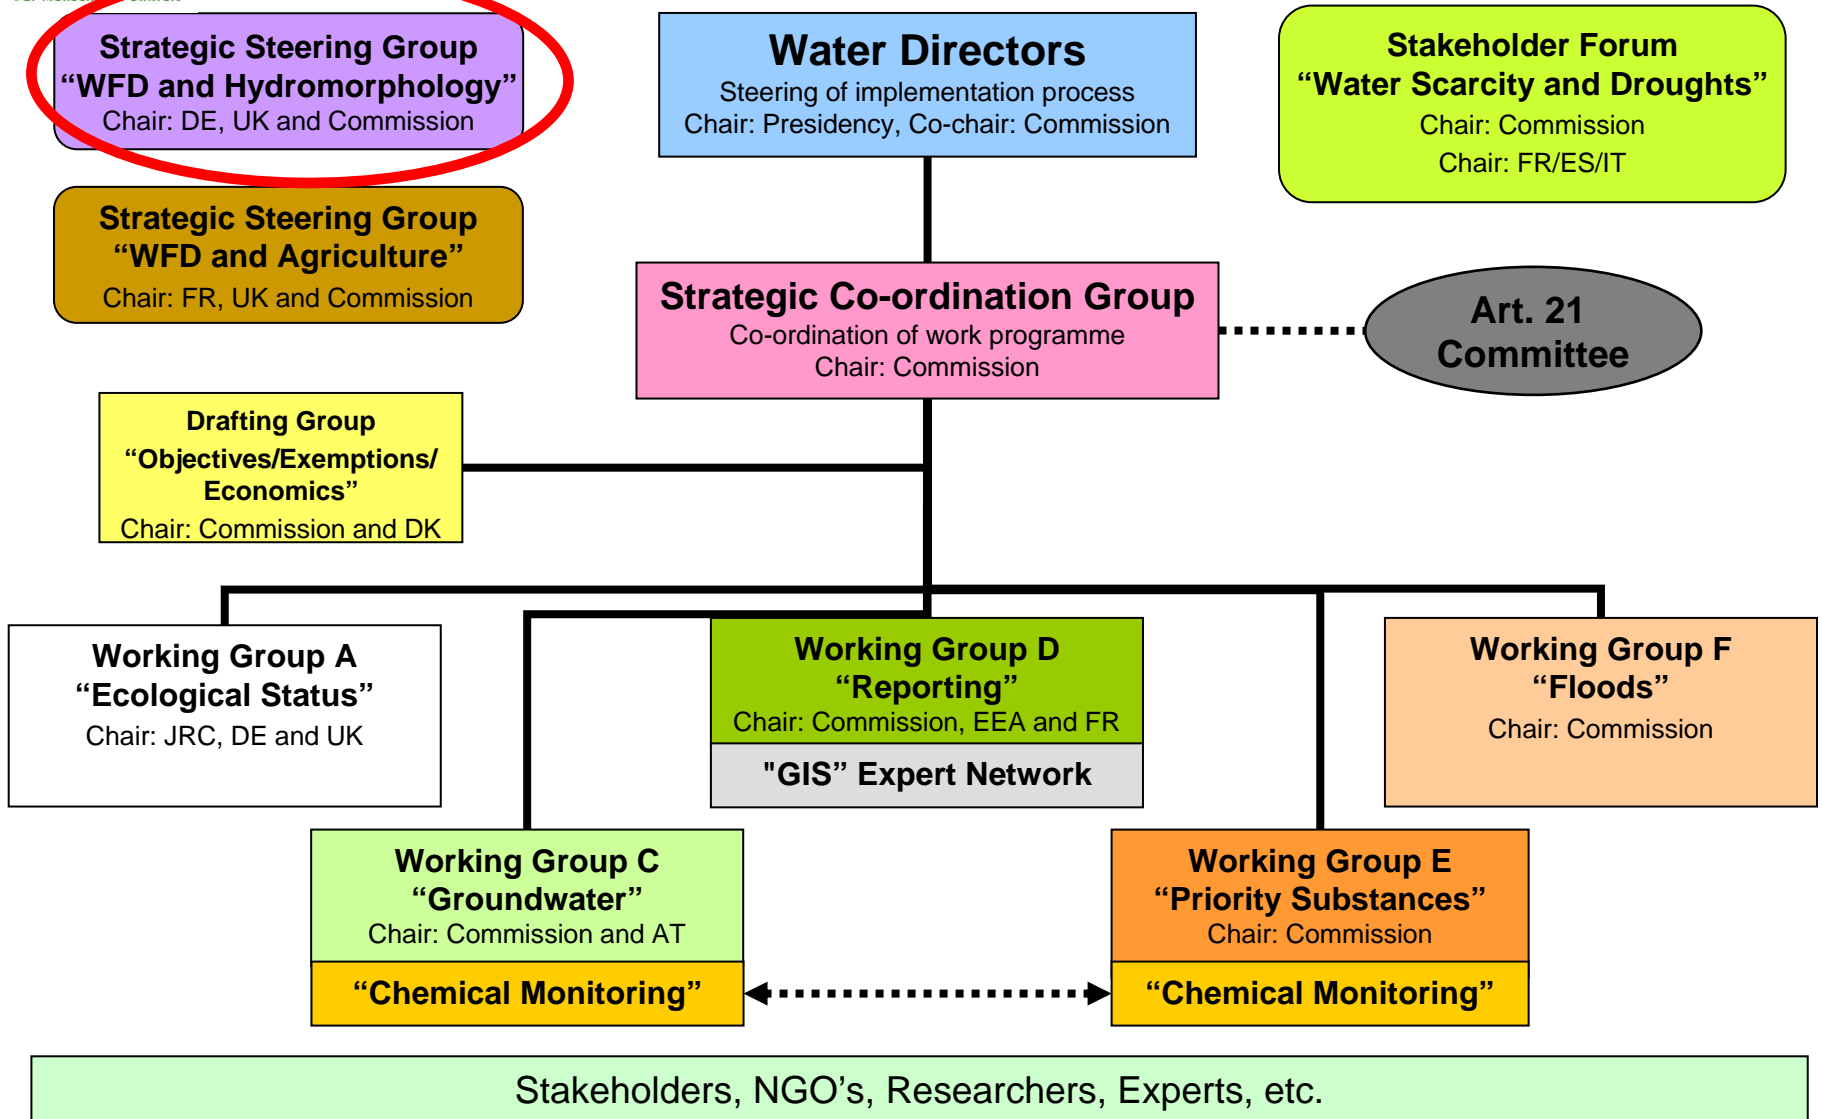 Strategic Steering Group
“WFD and Hydromorphology”
Chair: DE, UK and Commission
Water Directors
Steering of implementation process
Chair: Presidency, Co-chair: Commission
Stakeholder Forum
“Water Scarcity and Droughts”
Chair: Commission
Chair: FR/ES/IT
Strategic Steering Group
“WFD and Agriculture”
Chair: FR, UK and Commission
Strategic Co-ordination Group
Co-ordination of work programme
Chair: Commission
Art. 21
Committee
Drafting Group
“Objectives/Exemptions/
Economics”
Chair: Commission and DK
Working Group A
“Ecological Status”
Chair: JRC, DE and UK
Working Group D
“Reporting”
Chair: Commission, EEA and FR
"GIS” Expert Network
Working Group F
“Floods”
Chair: Commission
Working Group C
“Groundwater”
Chair: Commission and AT
“Chemical Monitoring”
Working Group E
“Priority Substances”
Chair: Commission
“Chemical Monitoring”
Stakeholders, NGO’s, Researchers, Experts, etc.